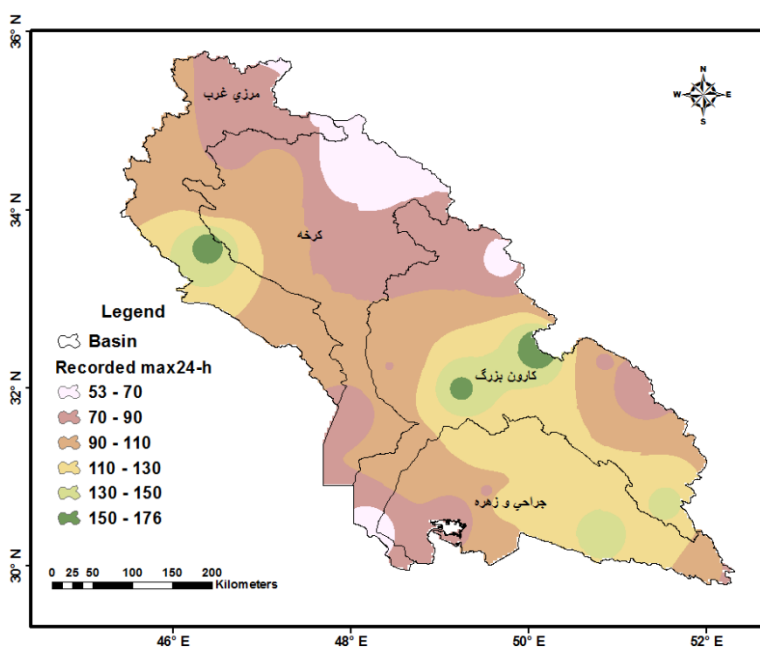 36° N
34° N
32° N
30° N
46° E
48° E
50° E
52° E
N
W E
S
مرزي غرب
كرخه
كارون بزرگ
جراحي و زهره
Legend
Basin
Recorded max24-h
53 - 70
70 - 90
90 - 110
110 - 130
130 - 150
150 - 176
0 25 50 100 150 200
Kilometers